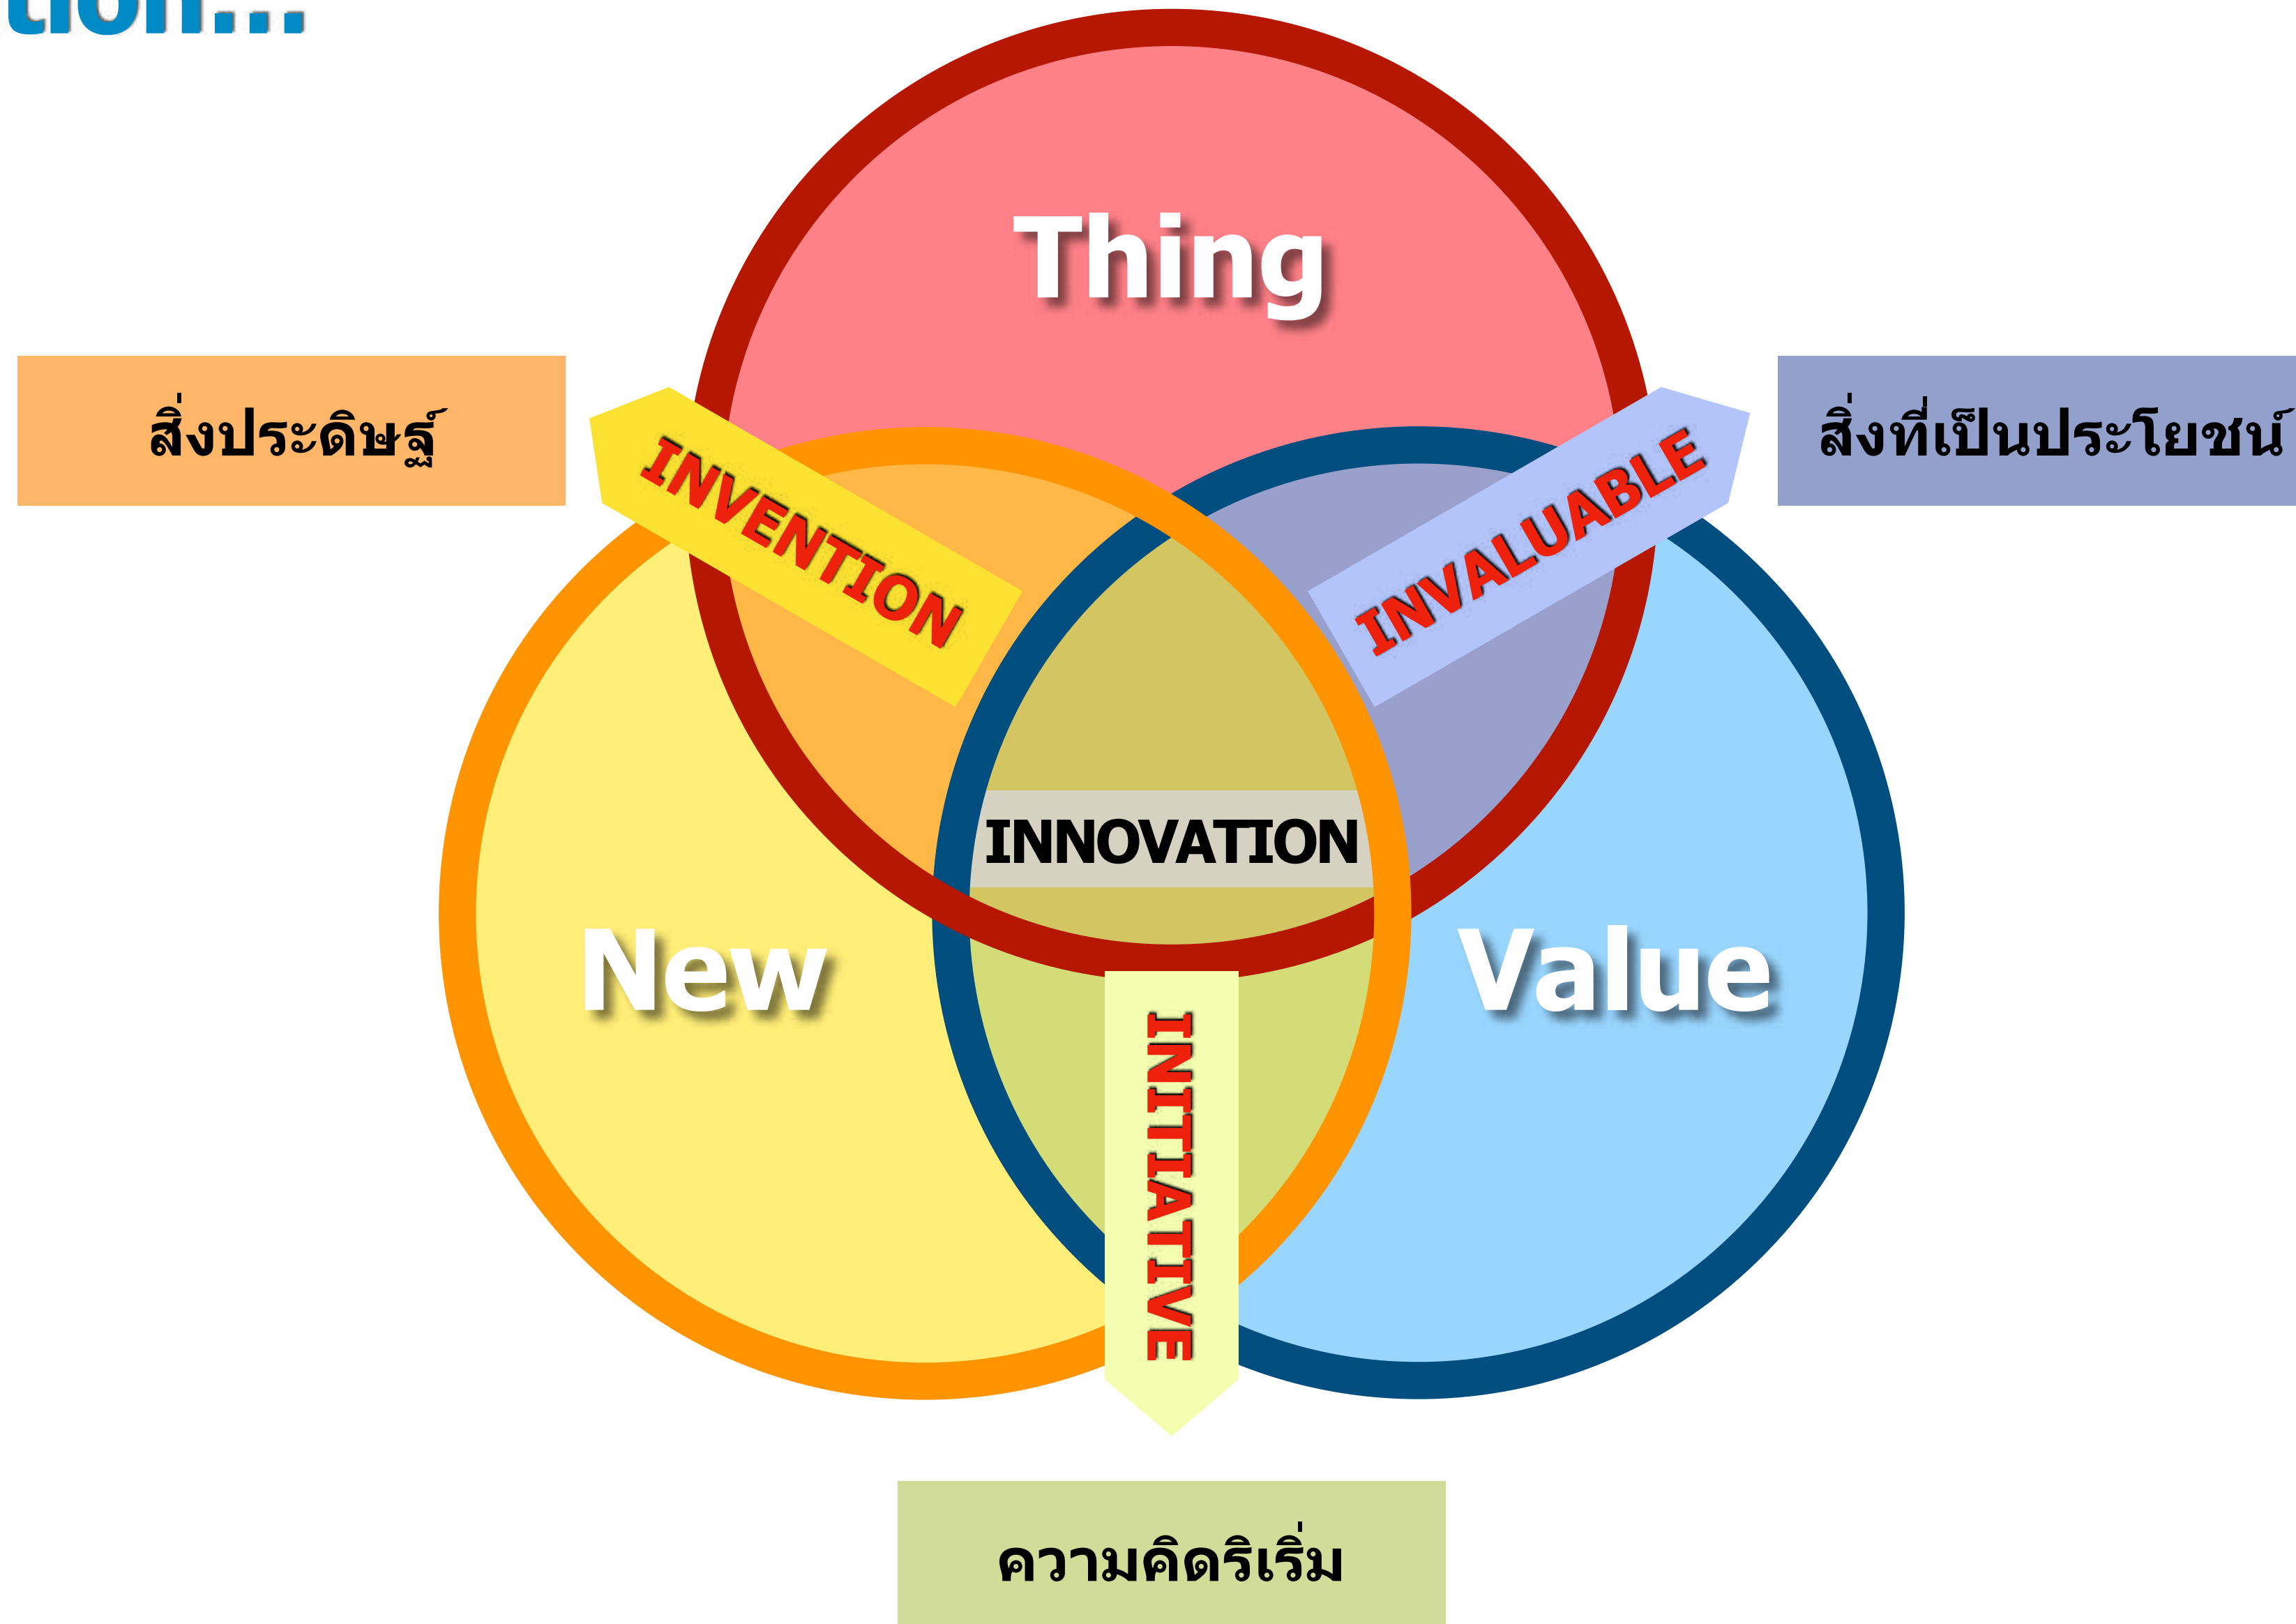 tion...
Thing
สิ่งประดิษฐ์
INVENTION
INVALUABLE
สิ่งที่เป็นประโยชน์
INNOVATION
New
Value
INITIATIVE
ความคิดริเริ่ม